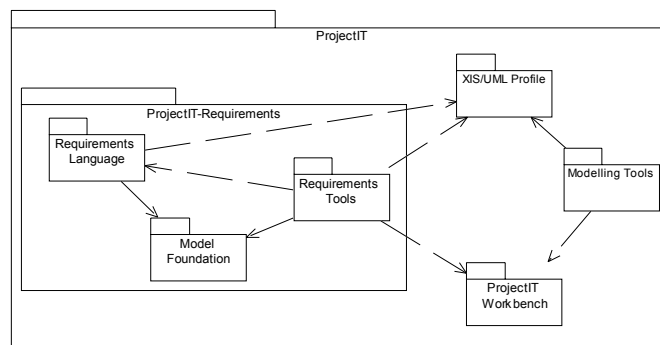 ProjectIT
XIS/UML Profile
ProjectIT-Requirements
Requirements
Language
Requirements
Tools
Modelling Tools
Model
Foundation
ProjectIT
Workbench